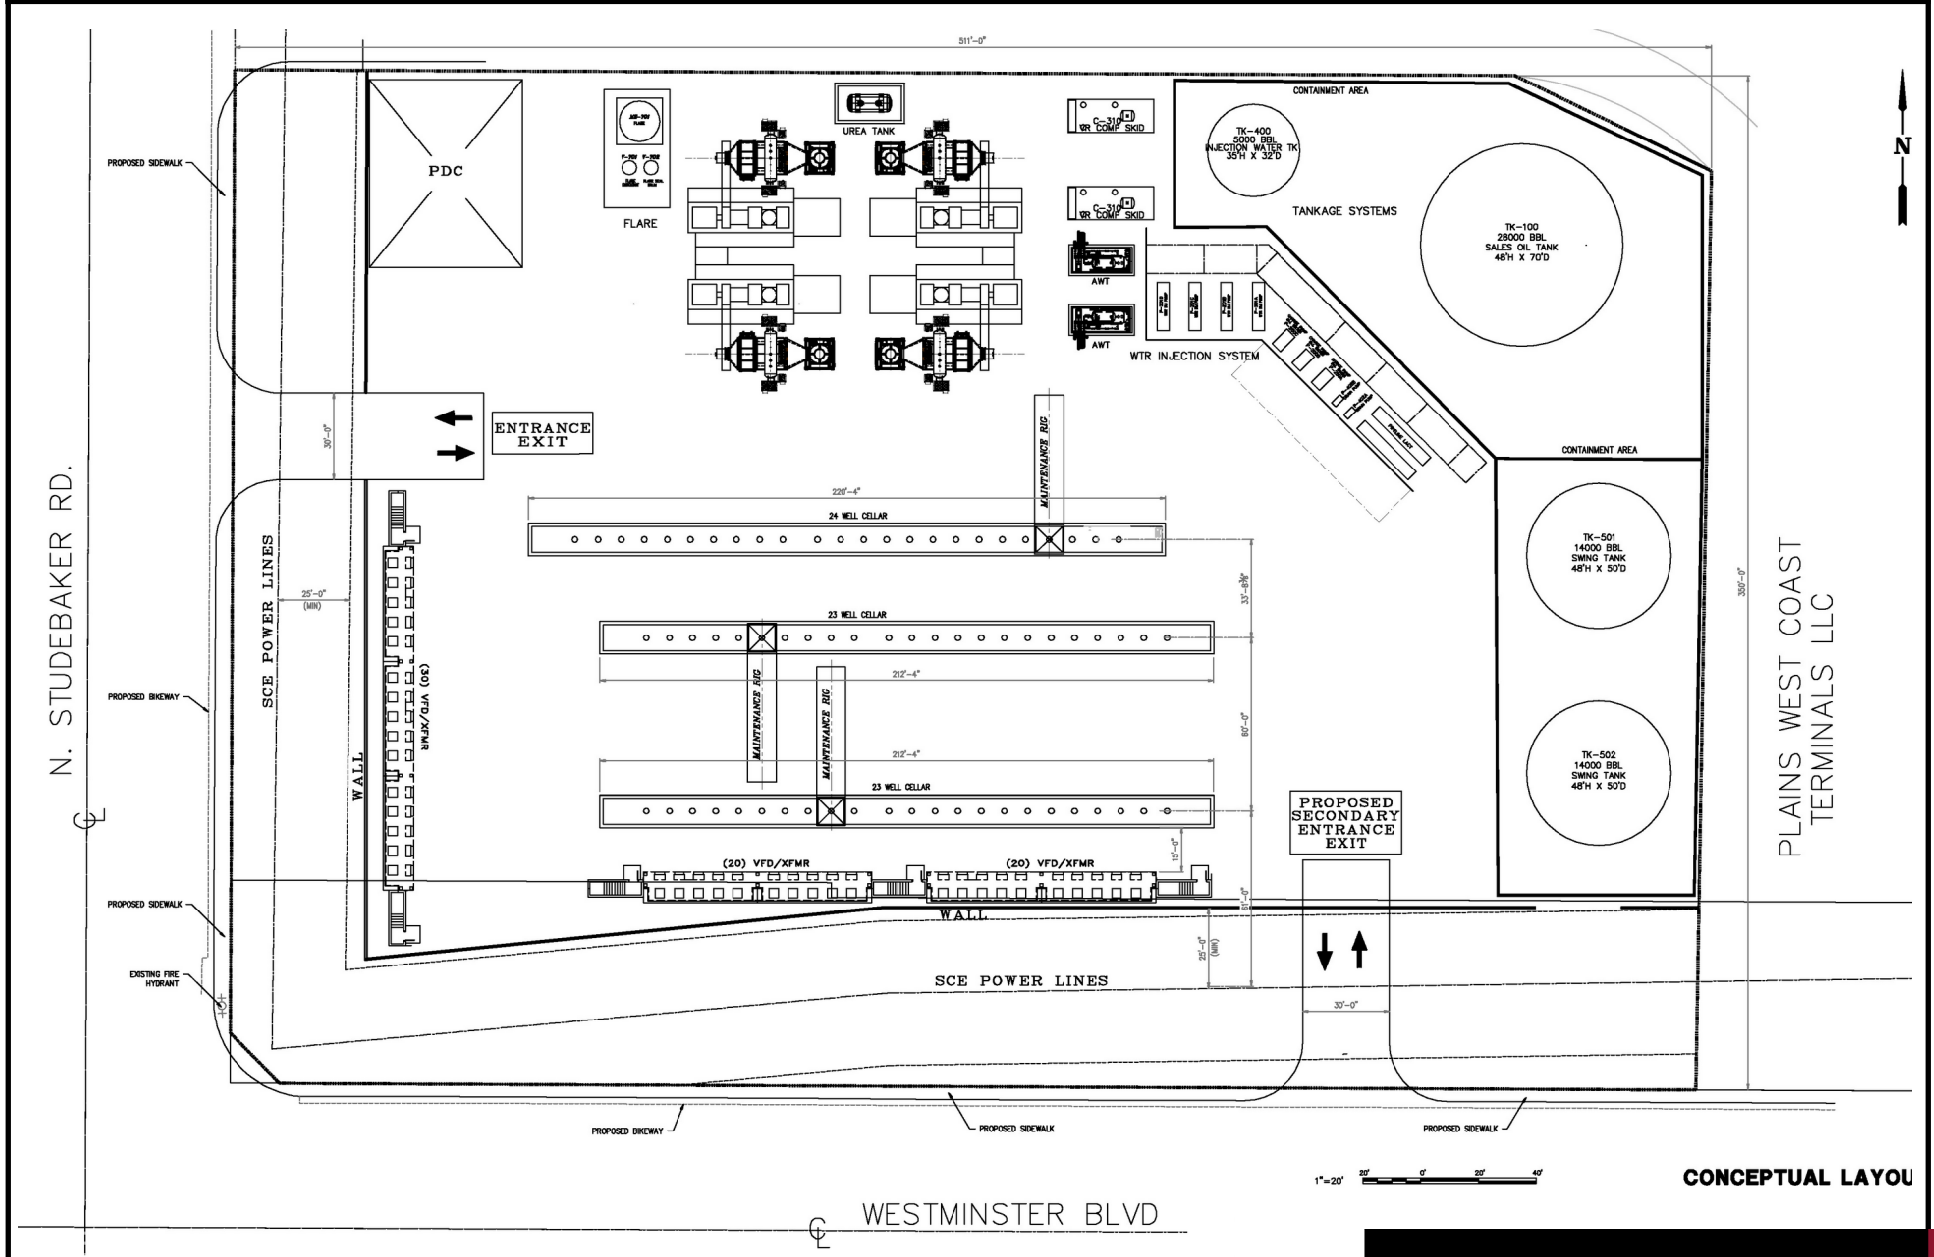 511'-0"
CONTAINMENT AREA
UREA TANK
C-310
VR COMP SKID
TK-400
5000 BBL
INJECTION WATER TK
35'H X 32'D
N
PROPOSED SIDEWALK
PDC
FLARE
FLARE
C-310
VR COMP SKID
TANKAGE SYSTEMS
TK-100
28000 BBL
SALES OIL TANK
48'H X 70'D
AWT
AWT
WTR INJECTION SYSTEM
30'-0"
ENTRANCE
EXIT
MAINTENANCE RIG
CONTAINMENT AREA
N. STUDEBAKER RD.
220'-4"
24 WELL CELLAR
SCE POWER LINES
25'-0"
(MIN)
TK-501
14000 BBL
SWING TANK
48'H X 50'D
350'-0"
PLAINS WEST COAST
TERMINALS LLC
23 WELL CELLAR
212'-4"
(30) VFD/XFMR
PROPOSED BIKEWAY
MAINTENANCE RIG
MAINTENANCE RIG
60'-0"
WALL
212'-4"
TK-502
14000 BBL
SWING TANK
48'H X 50'D
23 WELL CELLAR
PROPOSED
SECONDARY
ENTRANCE
EXIT
15'-0"
(20) VFD/XFMR
(20) VFD/XFMR
61'-0"
PROPOSED SIDEWALK
WALL
25'-0"
(MIN)
EXISTING FIRE
HYDRANT
SCE POWER LINES
30'-0"
PROPOSED BIKEWAY
PROPOSED SIDEWALK
PROPOSED SIDEWALK
1"=20'
20' 0' 20' 40'
CONCEPTUAL LAYOU
WESTMINSTER BLVD